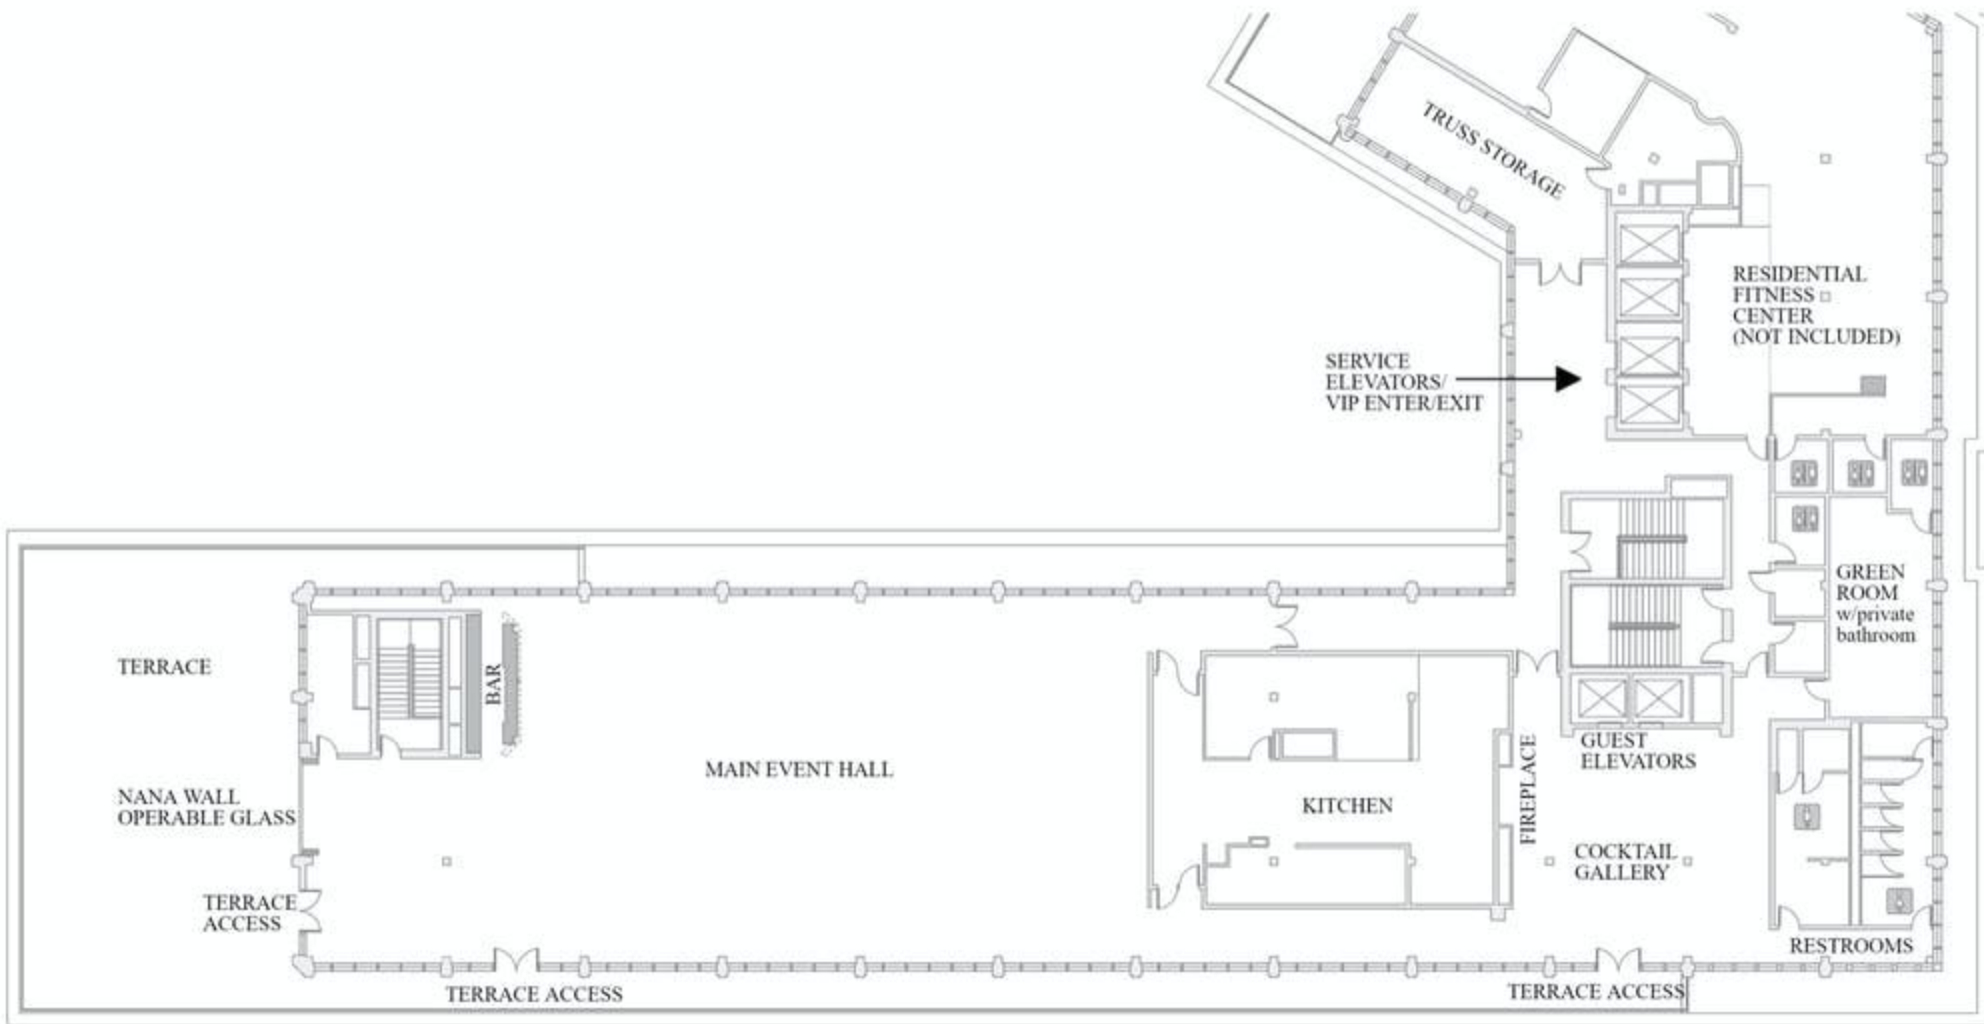 TRUSS STORAGE
RESIDENTIAL
FITNESS
CENTER
(NOT INCLUDED)
SERVICE
ELEVATORS/
VIP ENTER/EXIT
GREEN
ROOM
w/private
bathroom
TERRACE
BAR
MAIN EVENT HALL
NANA WALL
OPERABLE GLASS
KITCHEN
FIREPLACE
GUEST
ELEVATORS
COCKTAIL
GALLERY
TERRACE
ACCESS
RESTROOMS
TERRACE ACCESS
TERRACE ACCESS